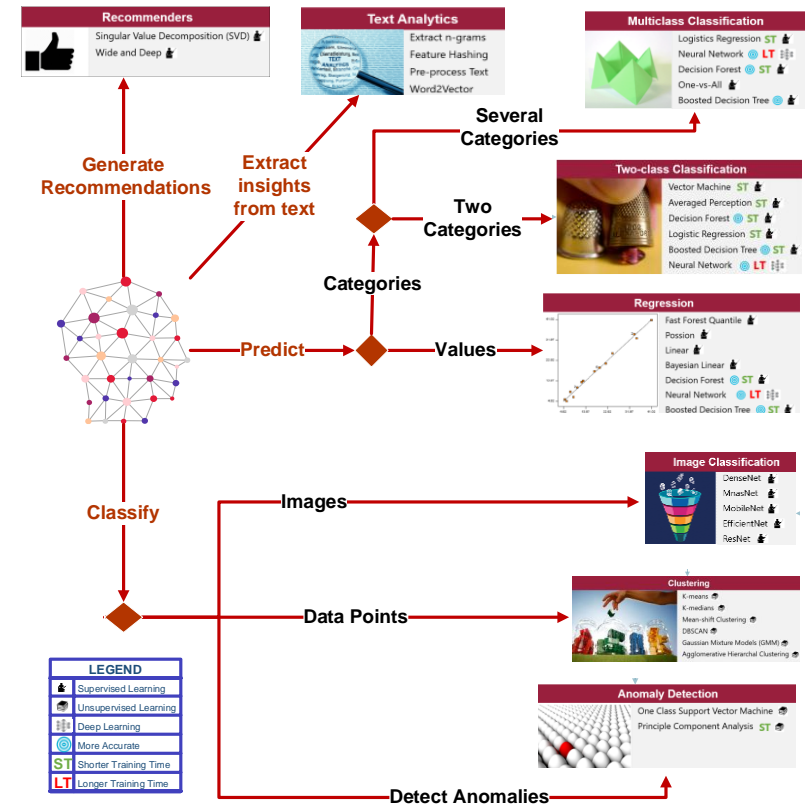 Recommenders
Singular Value Decomposition (SVD)
Wide and Deep
Text Analytics
Extract n-grams
Feature Hashing
Pre-process Text
Word2Vector
TEXT
ANALYTICS
Multiclass Classification
Logistics Regression ST
Neural Network LT
Decision Forest ST
One-vs-All
Boosted Decision Tree
Several
Categories
Generate
Recommendations
Extract
insights
from text
Two-class Classification
Vector Machine ST
Averaged Perception ST
Decision Forest ST
Logistic Regression ST
Boosted Decision Tree ST
Neural Network LT
Two
Categories
Categories
Regression
Fast Forest Quantile
Possion
Linear
Bayesian Linear
Decision Forest ST
Neural Network LT
Boosted Decision Tree ST
Predict
Values
Image Classification
DenseNet
MnasNet
MobileNet
EfficientNet
ResNet
Classify
Images
Clustering
K-means
K-medians
Mean-shift Clustering
DBSCAN
Gaussian Mixture Models (GMM)
Agglomerative Hierarchal Clustering
Data Points
LEGEND
Supervised Learning
Unsupervised Learning
Deep Learning
More Accurate
ST Shorter Training Time
LT Longer Training Time
Anomaly Detection
One Class Support Vector Machine
Principle Component Analysis ST
Detect Anomalies